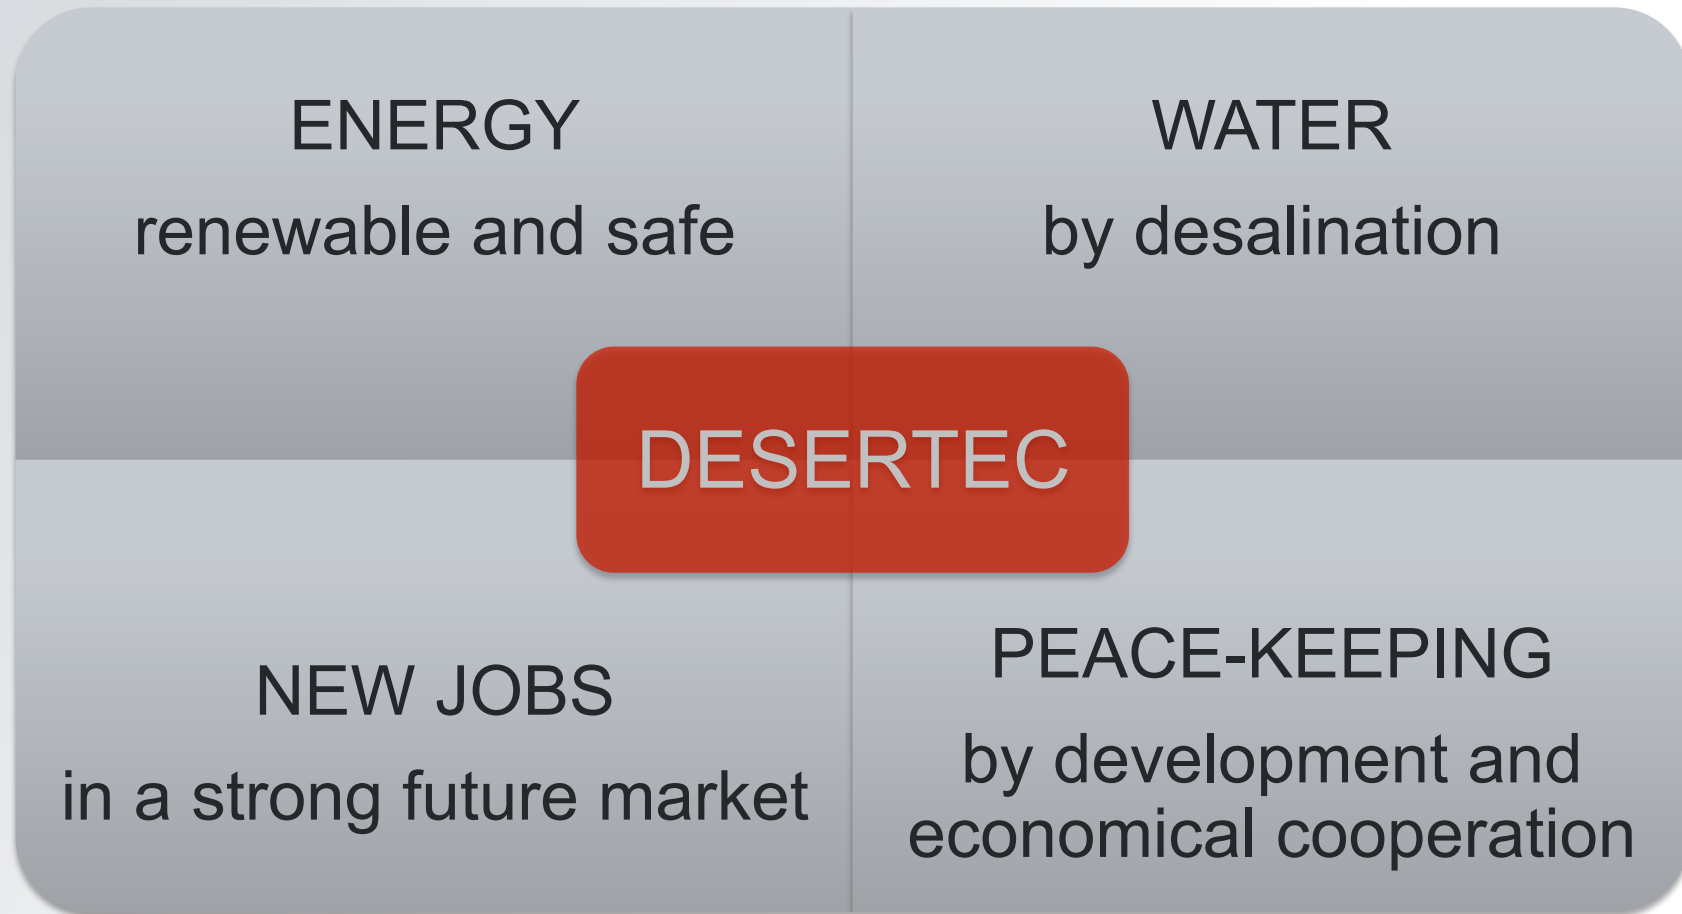 ENERGY
renewable and safe
WATER
by desalination
DESERTEC
NEW JOBS
in a strong future market
PEACE-KEEPING
by development and
economical cooperation